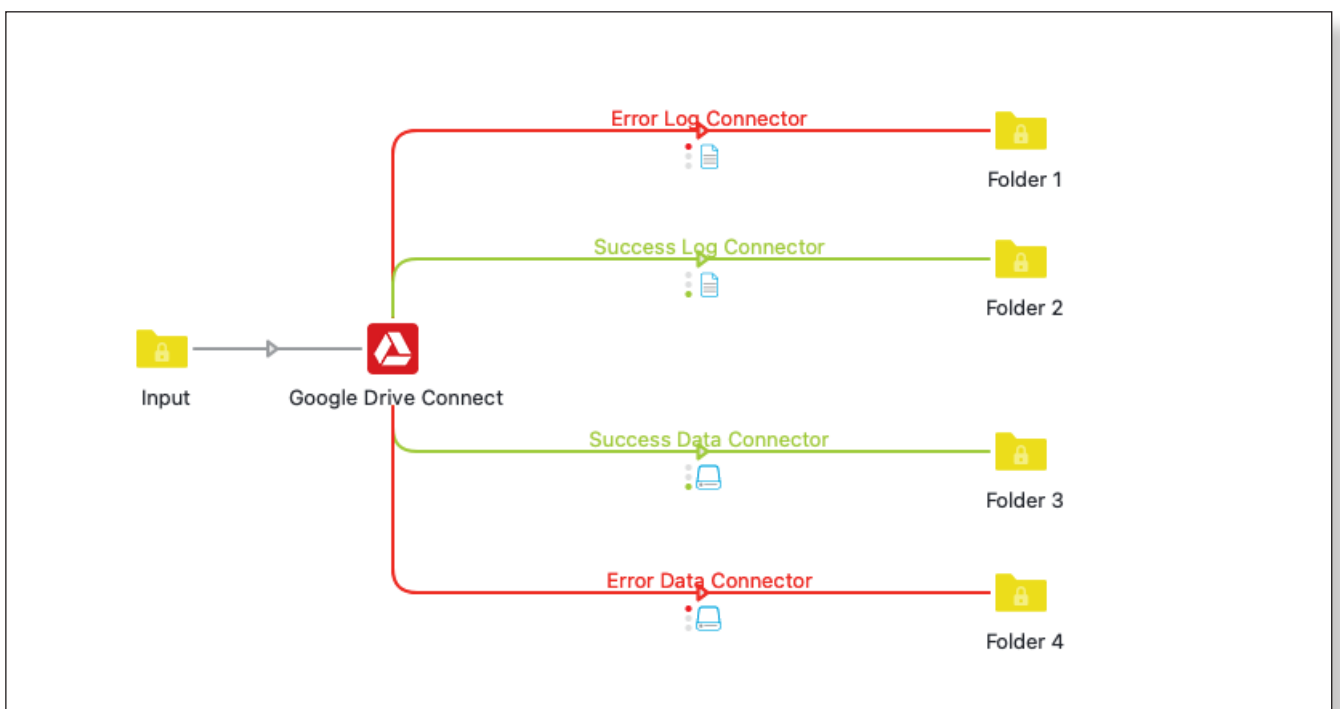 Error Log Connector
Folder 1
Success Log Connector
Folder 2
Input
Google Drive Connect
Success Data Connector
Folder 3
Error Data Connector
Folder 4